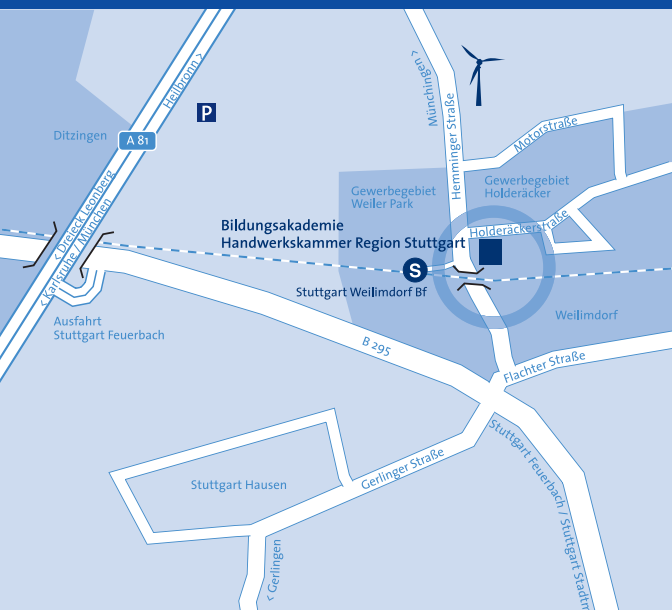 Heilbronn >
P
Ditzingen
A 81
< Dreieck Leonberg
< Karlsruhe / München
Münchingen >
Hemminger Straße
Motorstraße
Gewerbegebiet
Weiler Park
Gewerbegebiet
Holderäcker
Bildungsakademie
Handwerkskammer Region Stuttgart
Holderäckerstraße
S
Stuttgart Weilimdorf Bf
Weilimdorf
Ausfahrt
Stuttgart Feuerbach
B 295
Flachter Straße
Gerlinger Straße
Stuttgart Hausen
Stuttgart Feuerbach / Stuttgart Stadtm
< Gerlingen